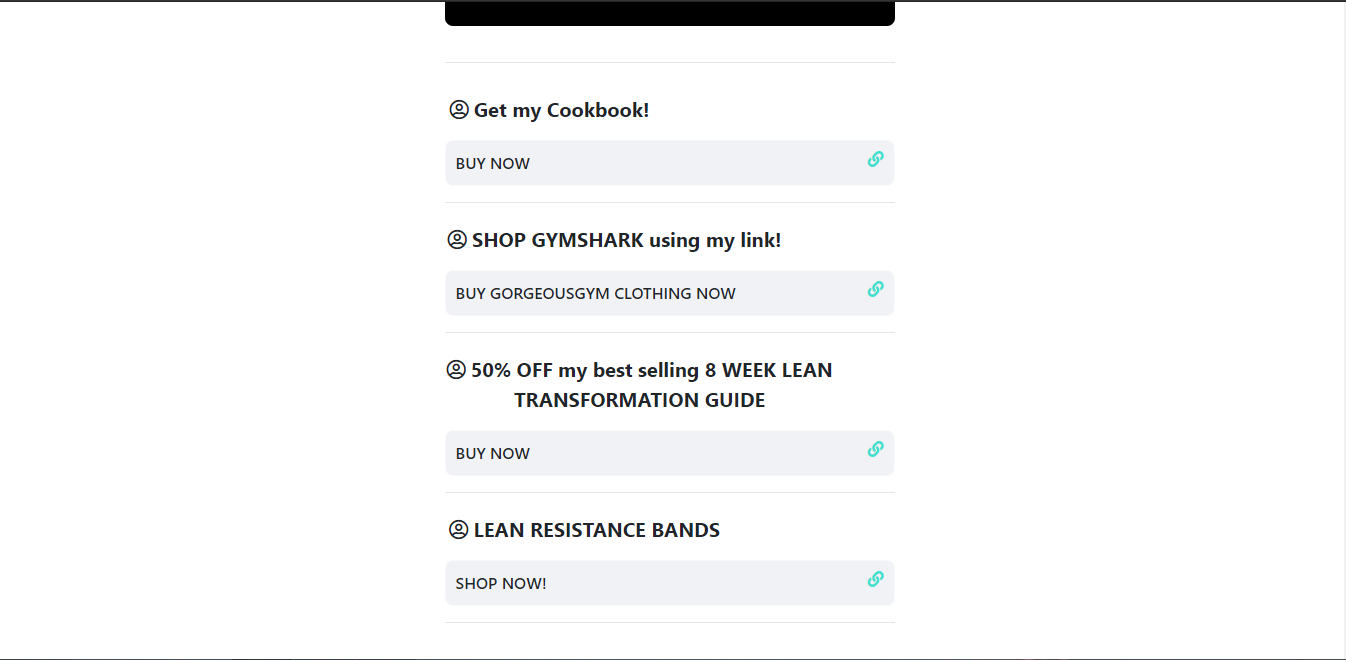 Get my Cookbook!
BUY NOW
SHOP GYMSHARK using my link!
BUY GORGEOUSGYM CLOTHING NOW
50% OFF my best selling 8 WEEK LEAN
TRANSFORMATION GUIDE
BUY NOW
LEAN RESISTANCE BANDS
SHOP NOW!